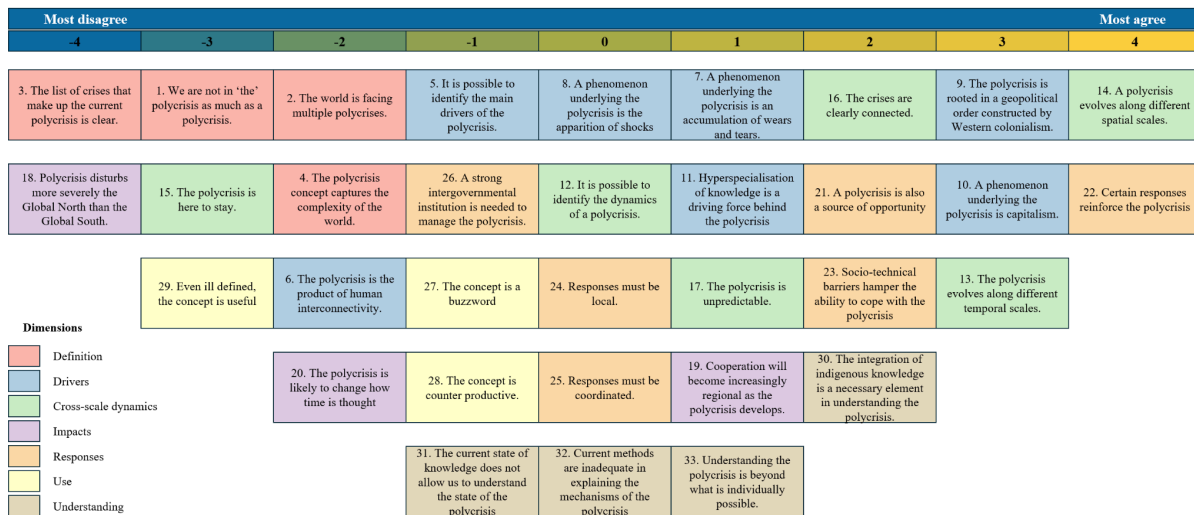 Most disagree
Most agree
-4
-3
-2
-1
0
1
2
3
4
3. The list of crises that
make up the current
polycrisis is clear.
1. We are not in ‘the’
polycrisis as much as a
polycrisis.
2. The world is facing
multiple polycrises.
5. It is possible to
identify the main
drivers of the
polycrisis.
8. A phenomenon
underlying the
polycrisis is the
apparition of shocks
7. A phenomenon
underlying the
polycrisis is an
accumulation of wears
and tears.
16. The crises are
clearly connected.
9. The polycrisis is
rooted in a geopolitical
order constructed by
Western colonialism.
14. A polycrisis
evolves along different
spatial scales.
18. Polycrisis disturbs
more severely the
Global North than the
Global South.
15. The polycrisis is
here to stay.
4. The polycrisis
concept captures the
complexity of the
world.
26. A strong
intergovernmental
institution is needed to
manage the polycrisis.
12. It is possible to
identify the dynamics
of a polycrisis.
11. Hyperspecialisation
of knowledge is a
driving force behind
the polycrisis
21. A polycrisis is also
a source of opportunity
10. A phenomenon
underlying the
polycrisis is capitalism.
22. Certain responses
reinforce the polycrisis
29. Even ill defined,
the concept is useful
6. The polycrisis is the
product of human
interconnectivity.
27. The concept is a
buzzword
24. Responses must be
local.
17. The polycrisis is
unpredictable.
23. Socio-technical
barriers hamper the
ability to cope with the
polycrisis
13. The polycrisis
evolves along different
temporal scales.
Dimensions
Definition
Drivers
Cross-scale dynamics
Impacts
Responses
Use
Understanding
20. The polycrisis is
likely to change how
time is thought
28. The concept is
counter productive.
25. Responses must be
coordinated.
19. Cooperation will
become increasingly
regional as the
polycrisis develops.
30. The integration of
indigenous knowledge
is a necessary element
in understanding the
polycrisis.
31. The current state of
knowledge does not
allow us to understand
the state of the
polycrisis
32. Current methods
are inadequate in
explaining the
mechanisms of the
polycrisis
33. Understanding the
polycrisis is beyond
what is individually
possible.